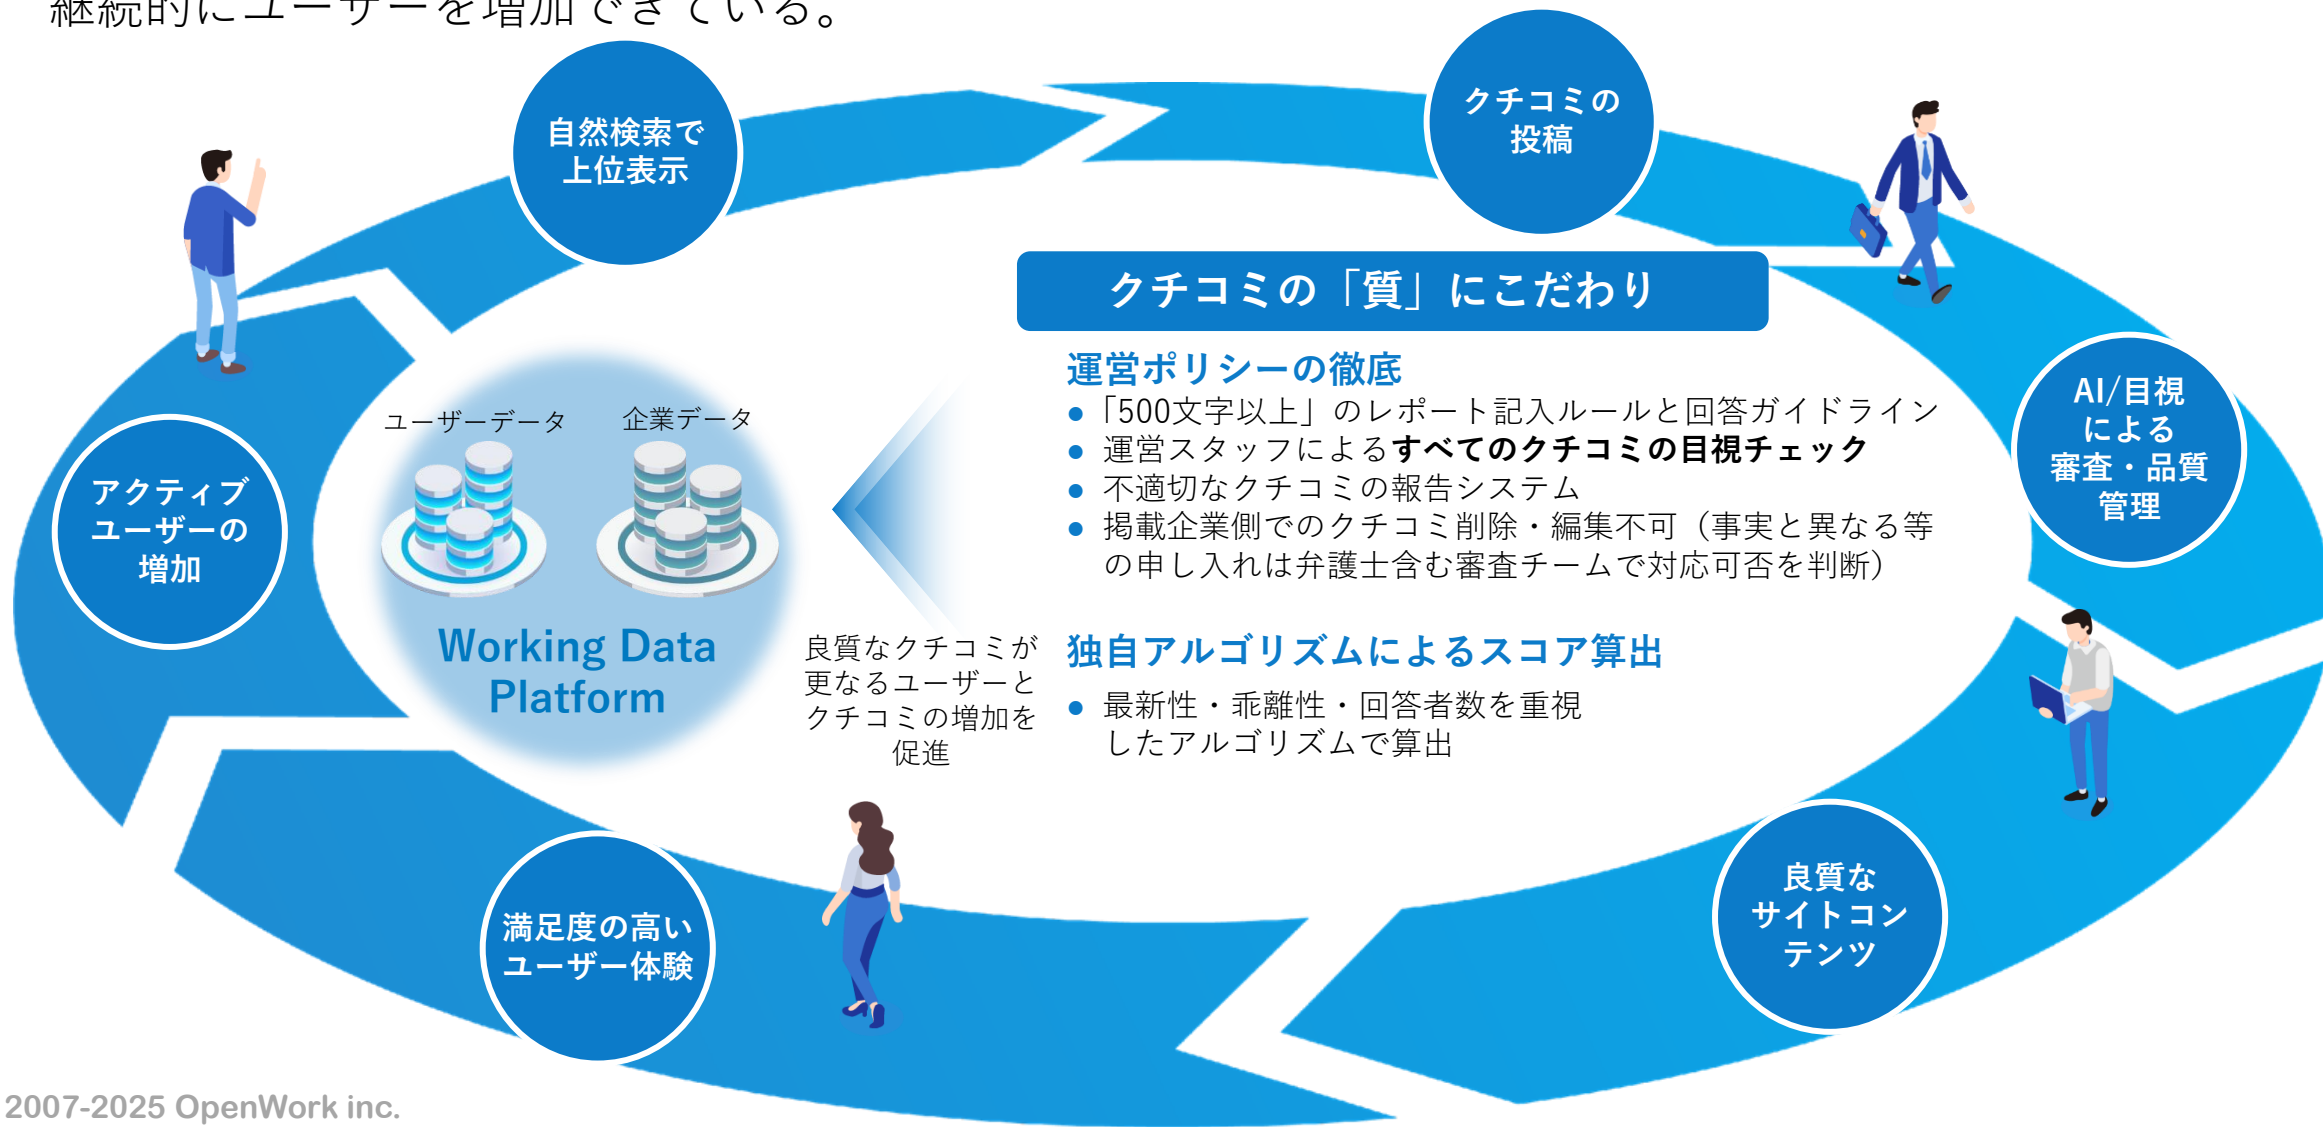 継続的にユーザーを増加できている。
自然検索で
上位表示
クチコミの
投稿
クチコミの「質」にこだわり
運営ポリシーの徹底
● 「500文字以上」のレポート記入ルールと回答ガイドライン
● 運営スタッフによるすべてのクチコミの目視チェック
● 不適切なクチコミの報告システム
● 掲載企業側でのクチコミ削除・編集不可（事実と異なる等
の申し入れは弁護士含む審査チームで対応可否を判断）
独自アルゴリズムによるスコア算出
● 最新性・乖離性・回答者数を重視
したアルゴリズムで算出
AI/目視
による
審査・品質
管理
良質な
サイトコン
テンツ
満足度の高い
ユーザー体験
アクティブ
ユーザーの
増加
ユーザーデータ
企業データ
Working Data
Platform
良質なクチコミが
更なるユーザーと
クチコミの増加を
促進
2007-2025 OpenWork inc.